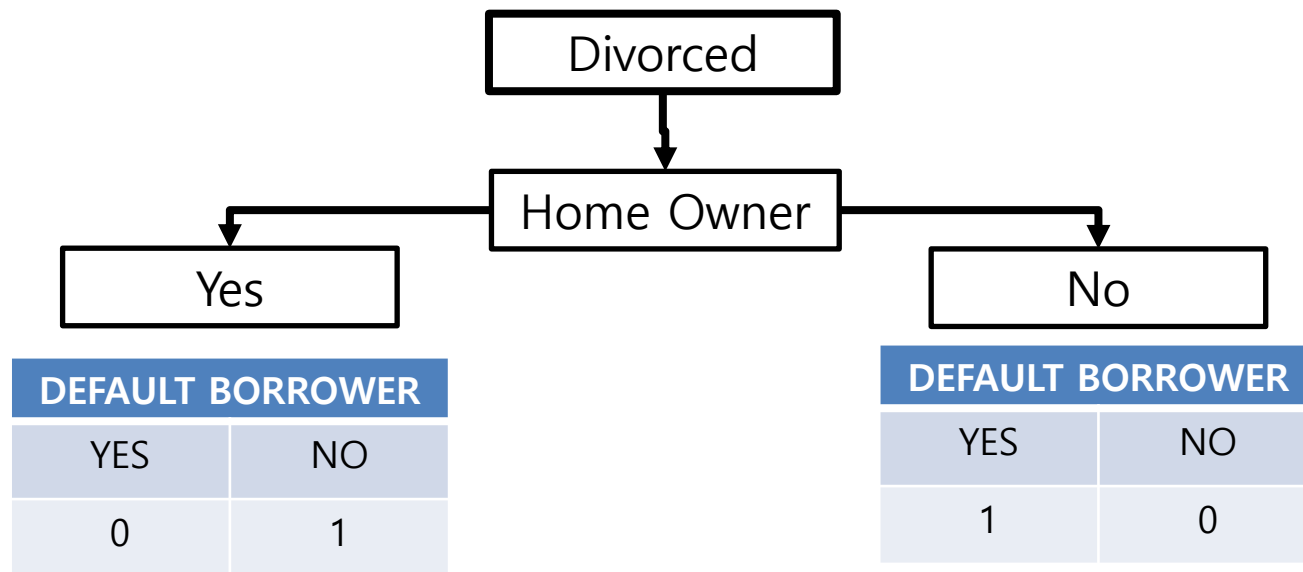 Divorced
Home Owner
Yes
No
DEFAULT BORROWER
YES NO
0 1
DEFAULT BORROWER
YES NO
1 0